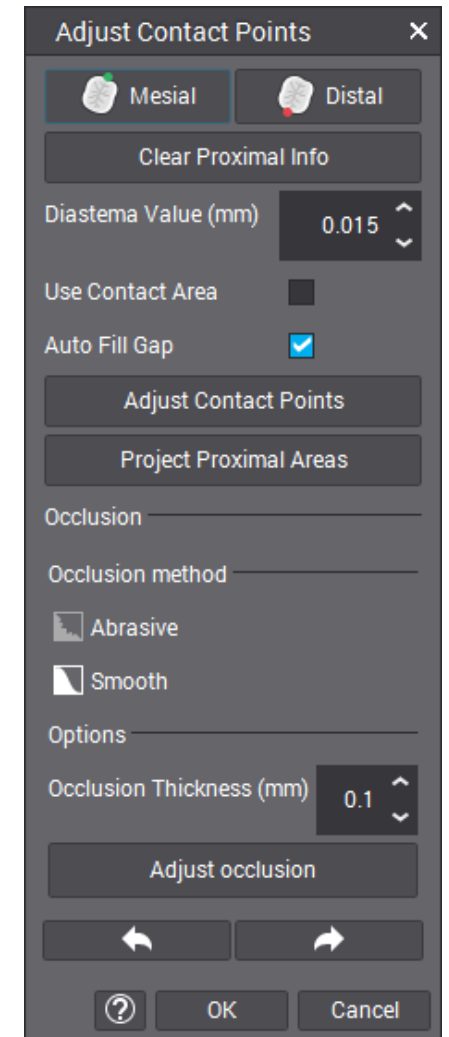 Adjust Contact Points
Mesial Distal
Clear Proximal Info
Diastema Value (mm) 0.015
Use Contact Area
Auto Fill Gap
Adjust Contact Points
Project Proximal Areas
Occlusion
Occlusion method
Abrasive
Smooth
Options
Occlusion Thickness (mm) 0.1
Adjust occlusion
? OK Cancel